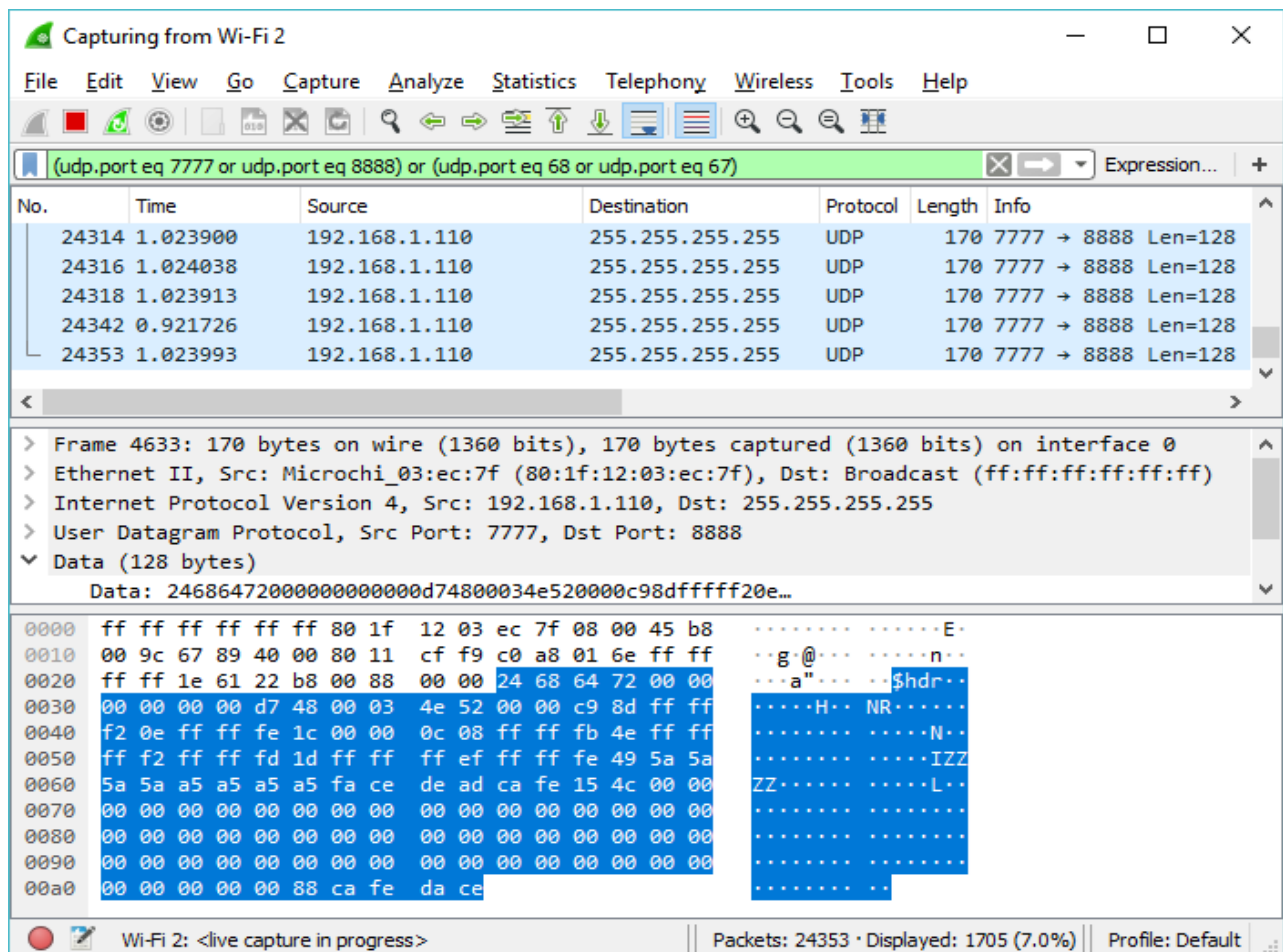 Capturing from Wi-Fi 2
File Edit View Go Capture Analyze Statistics Telephony Wireless Tools Help
(udp.port eq 7777 or udp.port eq 8888) or (udp.port eq 68 or udp.port eq 67) Expression... +
No. Time Source Destination Protocol Length Info
24314 1.023900 192.168.1.110 255.255.255.255 UDP 170 7777 → 8888 Len=128
24316 1.024038 192.168.1.110 255.255.255.255 UDP 170 7777 → 8888 Len=128
24318 1.023913 192.168.1.110 255.255.255.255 UDP 170 7777 → 8888 Len=128
24342 0.921726 192.168.1.110 255.255.255.255 UDP 170 7777 → 8888 Len=128
24353 1.023993 192.168.1.110 255.255.255.255 UDP 170 7777 → 8888 Len=128
> Frame 4633: 170 bytes on wire (1360 bits), 170 bytes captured (1360 bits) on interface 0
> Ethernet II, Src: Microchi_03:ec:7f (80:1f:12:03:ec:7f), Dst: Broadcast (ff:ff:ff:ff:ff:ff)
> Internet Protocol Version 4, Src: 192.168.1.110, Dst: 255.255.255.255
> User Datagram Protocol, Src Port: 7777, Dst Port: 8888
Data (128 bytes)
Data: 24686472000000000000d74800034e520000c98dfffff20e…
0000 ff ff ff ff ff ff 80 1f 12 03 ec 7f 08 00 45 b8 ········ ······E·
0010 00 9c 67 89 40 00 80 11 cf f9 c0 a8 01 6e ff ff ··g·@··· ·····n··
0020 ff ff 1e 61 22 b8 00 88 00 00 24 68 64 72 00 00 ···a"··· ··$hdr··
0030 00 00 00 00 d7 48 00 03 4e 52 00 00 c9 8d ff ff ·····H·· NR······
0040 f2 0e ff ff fe 1c 00 00 0c 08 ff ff fb 4e ff ff ········ ·····N··
0050 ff f2 ff ff fd 1d ff ff ff ef ff ff fe 49 5a 5a ········ ·····IZZ
0060 5a 5a a5 a5 a5 a5 fa ce de ad ca fe 15 4c 00 00 ZZ······ ·····L··
0070 00 00 00 00 00 00 00 00 00 00 00 00 00 00 00 00 ········ ········
0080 00 00 00 00 00 00 00 00 00 00 00 00 00 00 00 00 ········ ········
0090 00 00 00 00 00 00 00 00 00 00 00 00 00 00 00 00 ········ ········
00a0 00 00 00 00 00 88 ca fe da ce ········ ··
Wi-Fi 2: <live capture in progress> Packets: 24353 · Displayed: 1705 (7.0%) Profile: Default